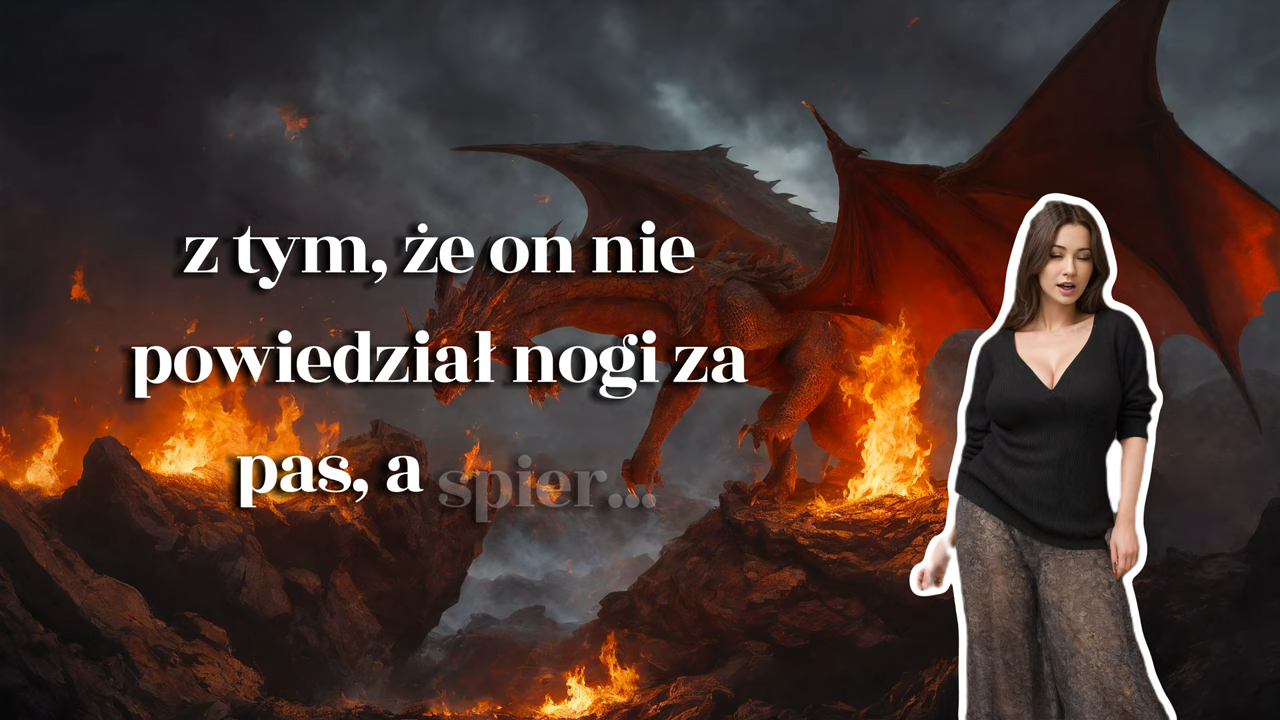 z tym, że on nie
powiedział nogi za
pas, a spier...